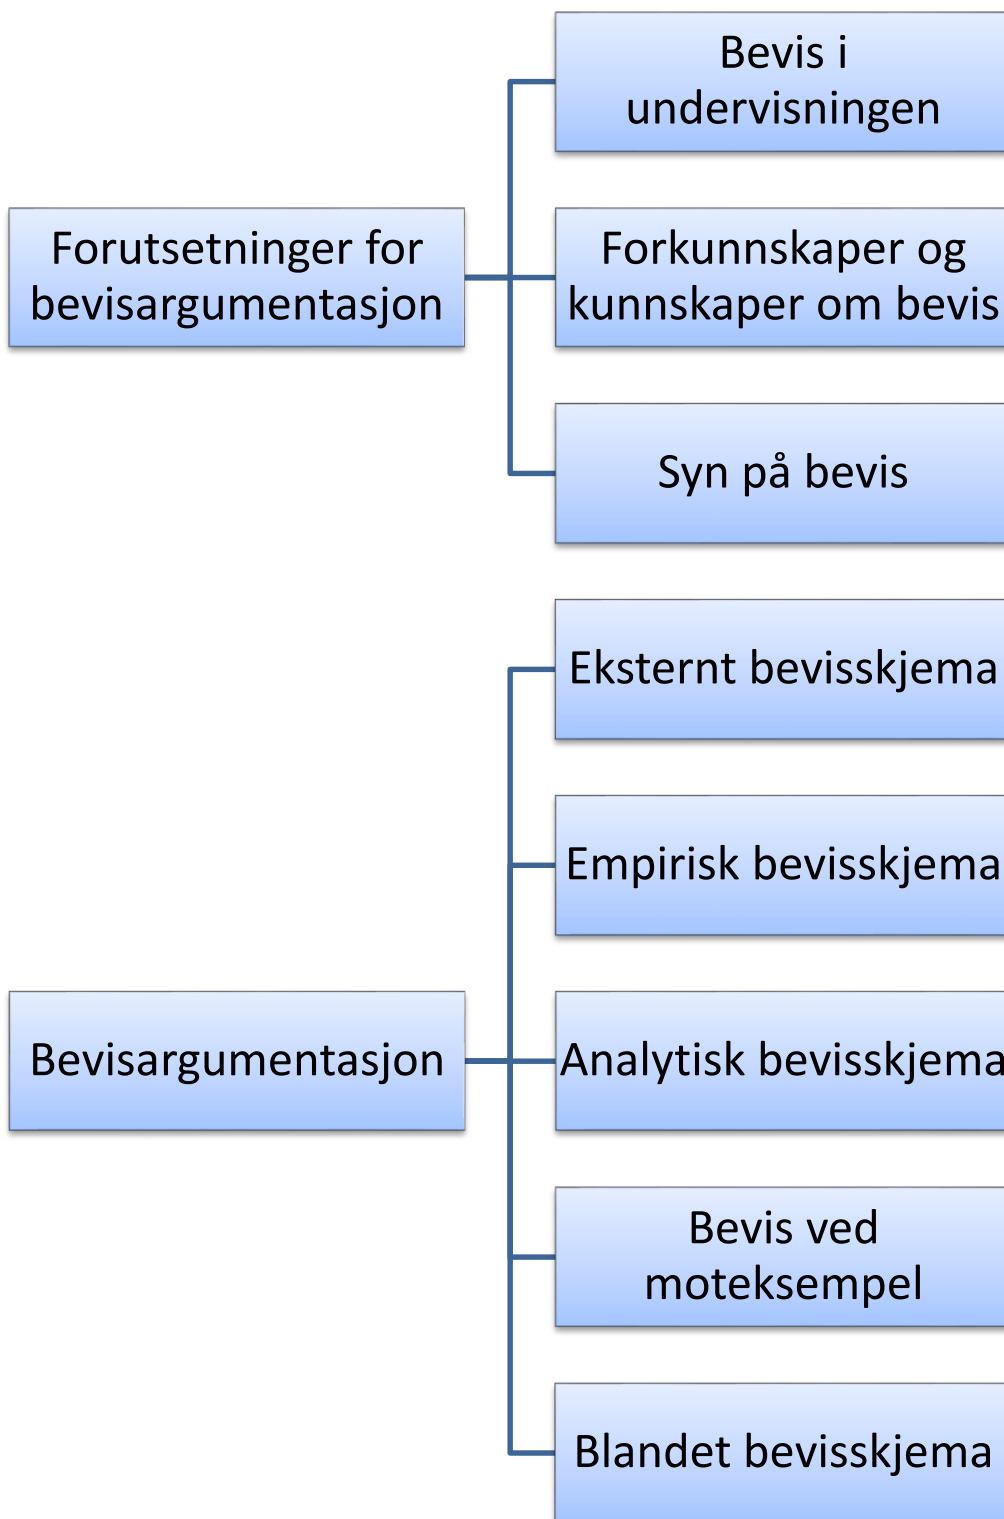 Bevis i
undervisningen
Forutsetninger for
bevisargumentasjon
Forkunnskaper og
kunnskaper om bevis
Syn på bevis
Eksternt bevisskjema
Empirisk bevisskjema
Bevisargumentasjon
Analytisk bevisskjema
Bevis ved
moteksempel
Blandet bevisskjema